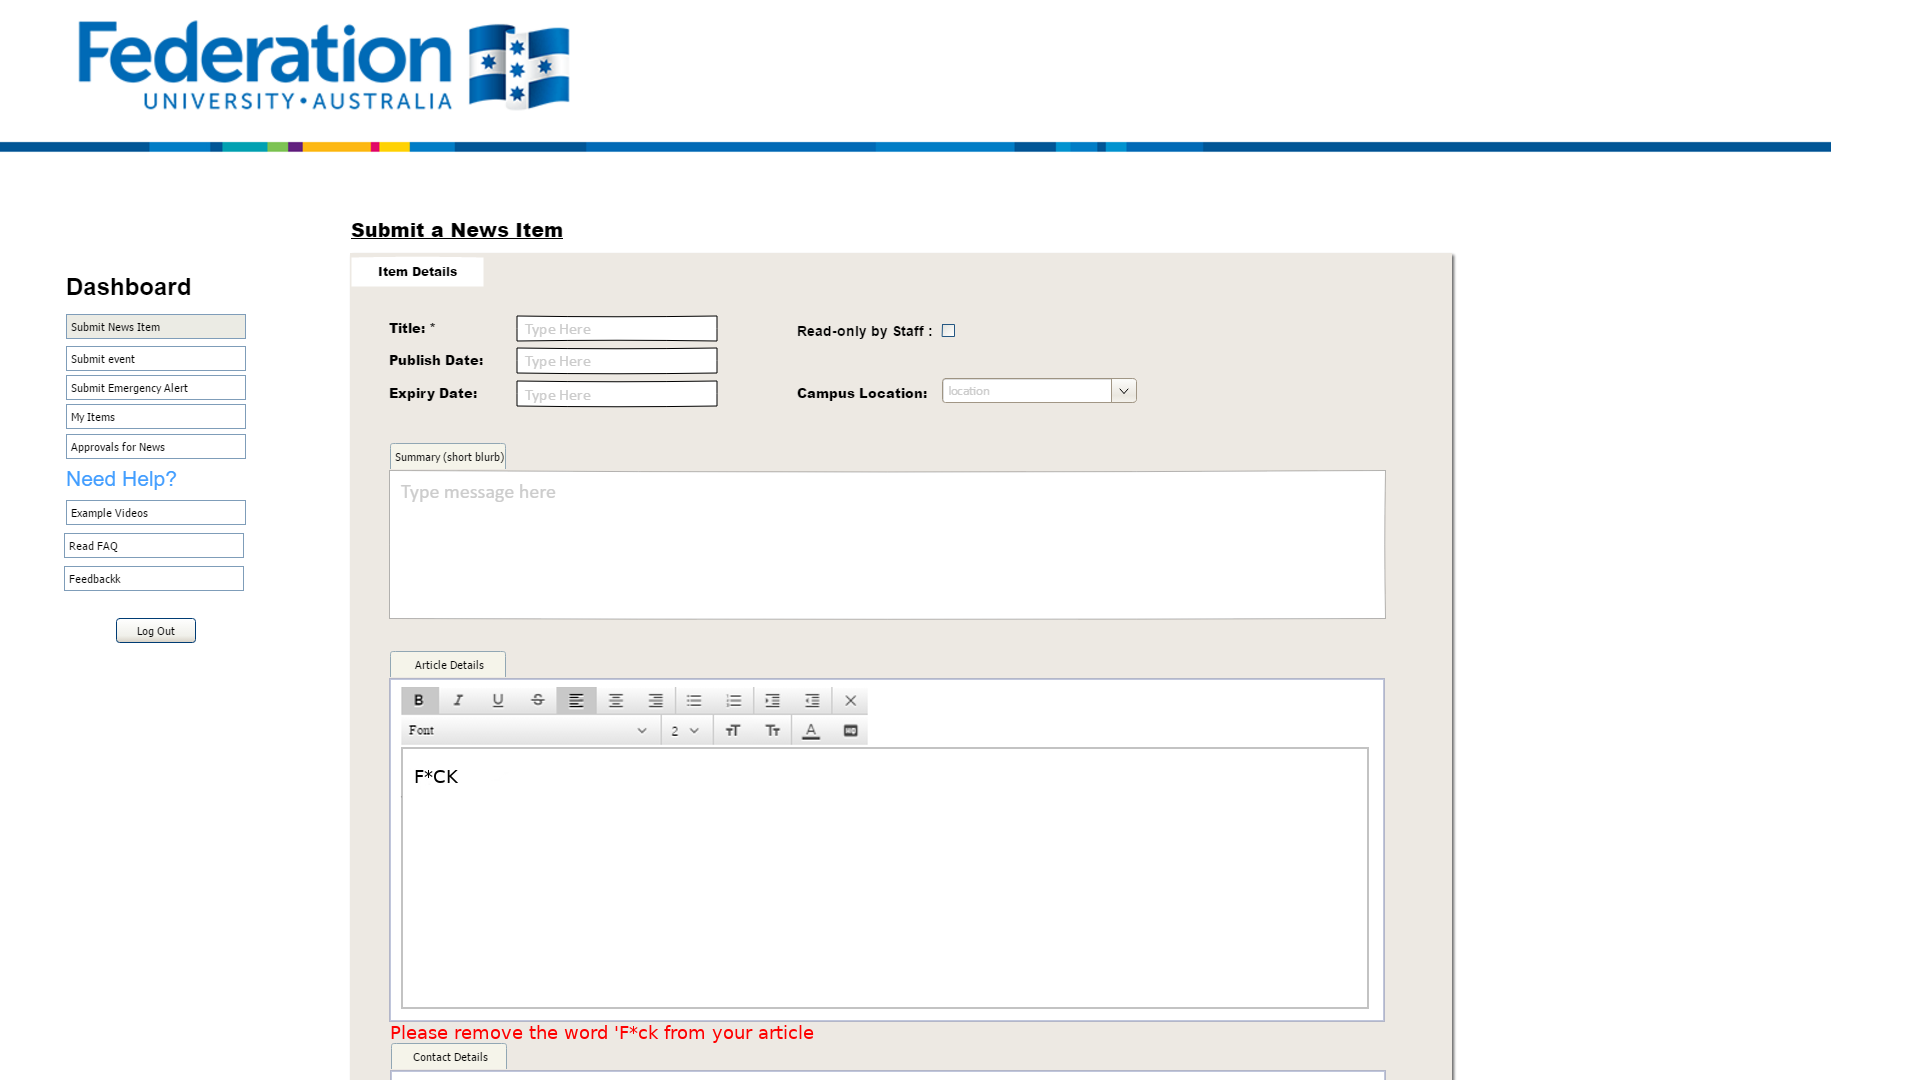 Federation
UNIVERSITY • AUSTRALIA
Submit a News Item
Item Details
Dashboard
Submit News Item
Submit event
Submit Emergency Alert
My Items
Approvals for News
Need Help?
Example Videos
Read FAQ
Feedbackk
Log Out
Title: * Type Here
Read-only by Staff :
Publish Date: Type Here
Expiry Date: Type Here
Campus Location: location
Summary (short blurb)
Type message here
Article Details
B I U S
Font 2 TT TT A
F*CK
Please remove the word 'F*ck from your article
Contact Details